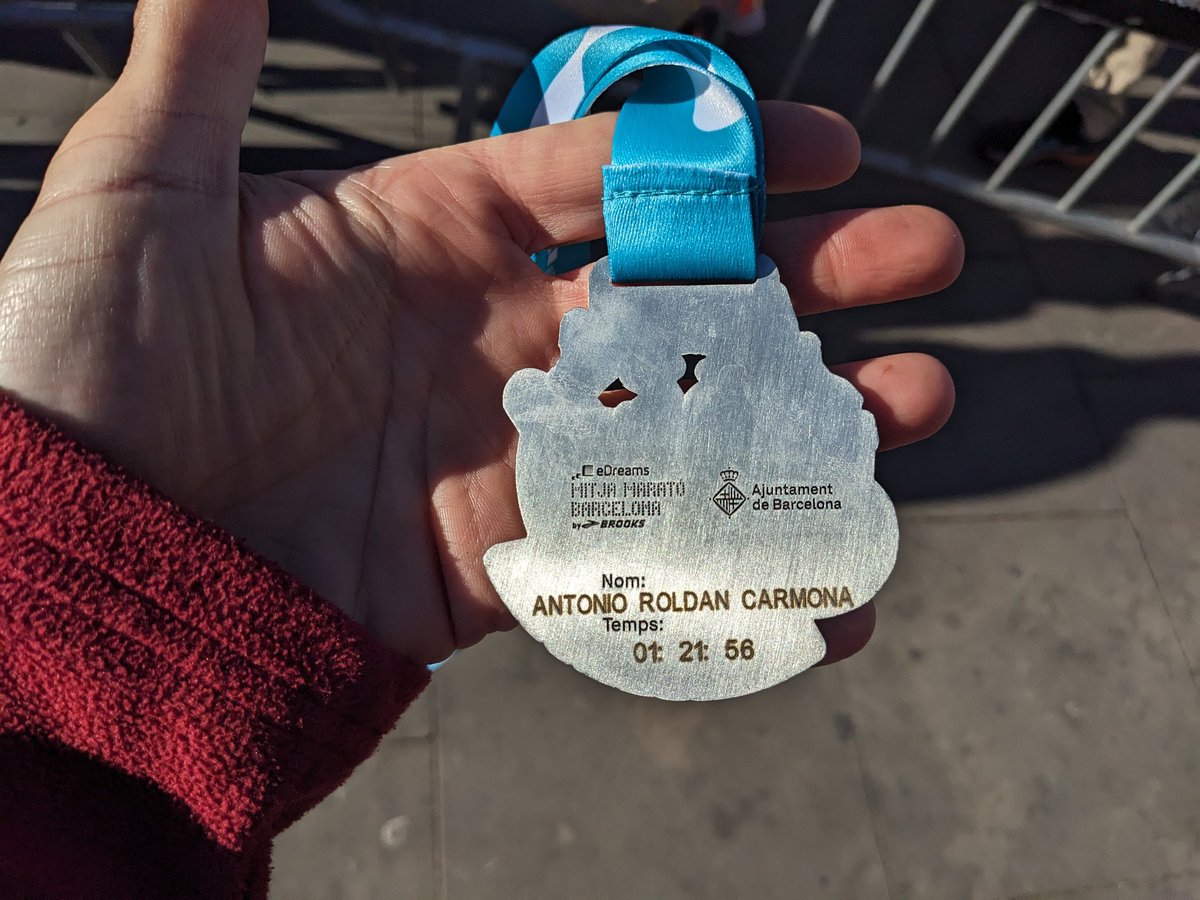 eDreams
MITJA MARATÓ
BARCELONA
by BROOKS
Ajuntament
de Barcelona
Nom:
ANTONIO ROLDAN CARMONA
Temps:
01: 21: 56